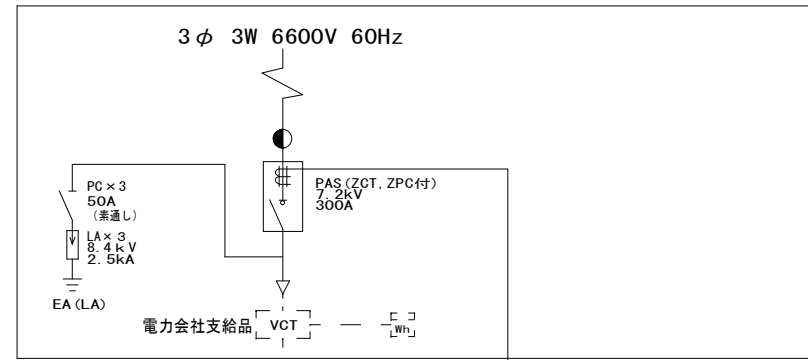 3φ 3W 6600V 60Hz
PC×3
50A
(素通し)
LA×3
8.4kV
2.5kA
EA(LA)
PAS(ZCT,ZPC付)
7.2kV
300A
電力会社支給品
VCT
Wh